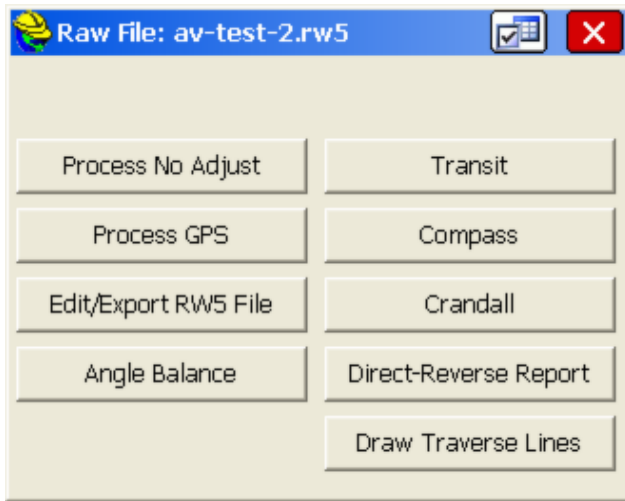 Raw File: av-test-2.rw5
Process No Adjust
Transit
Process GPS
Compass
Edit/Export RW5 File
Crandall
Angle Balance
Direct-Reverse Report
Draw Traverse Lines